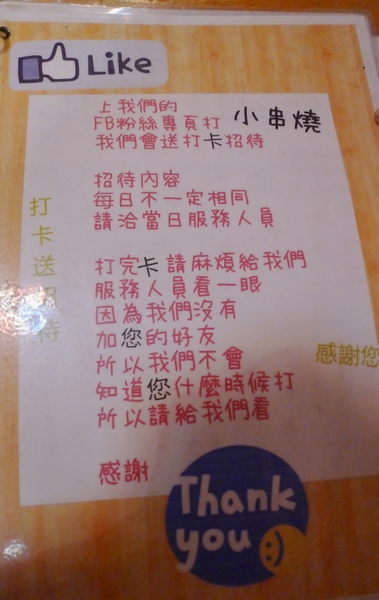 Like
上我們的
FB粉絲專頁打 小串燒
我們會送打卡招待
招待內容
每日不一定相同
請洽當日服務人員
打卡送招待
打完卡請麻煩給我們
服務人員看一眼
因為我們沒有
加您的好友
所以我們不會
知道您什麼時候打
所以請給我們看
感謝您
感謝
Thank
you